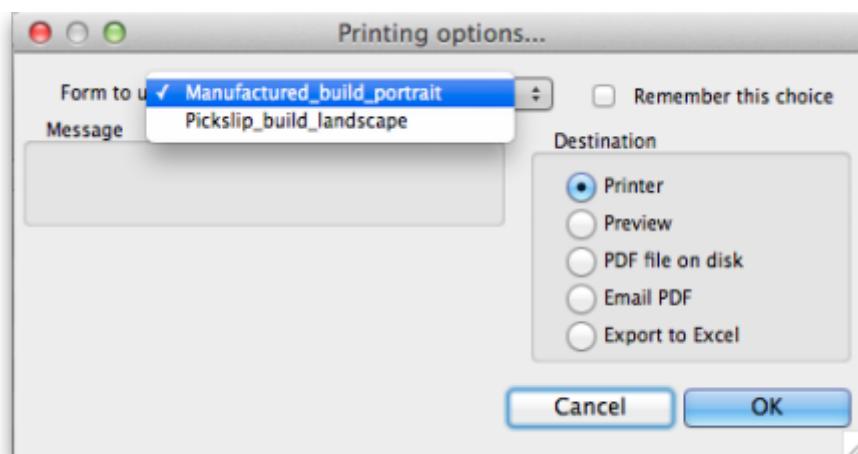 Printing options...
Form to u
✓ Manufactured_build_portrait
Pickslip_build_landscape
Remember this choice
Message
Destination
Printer
Preview
PDF file on disk
Email PDF
Export to Excel
Cancel
OK